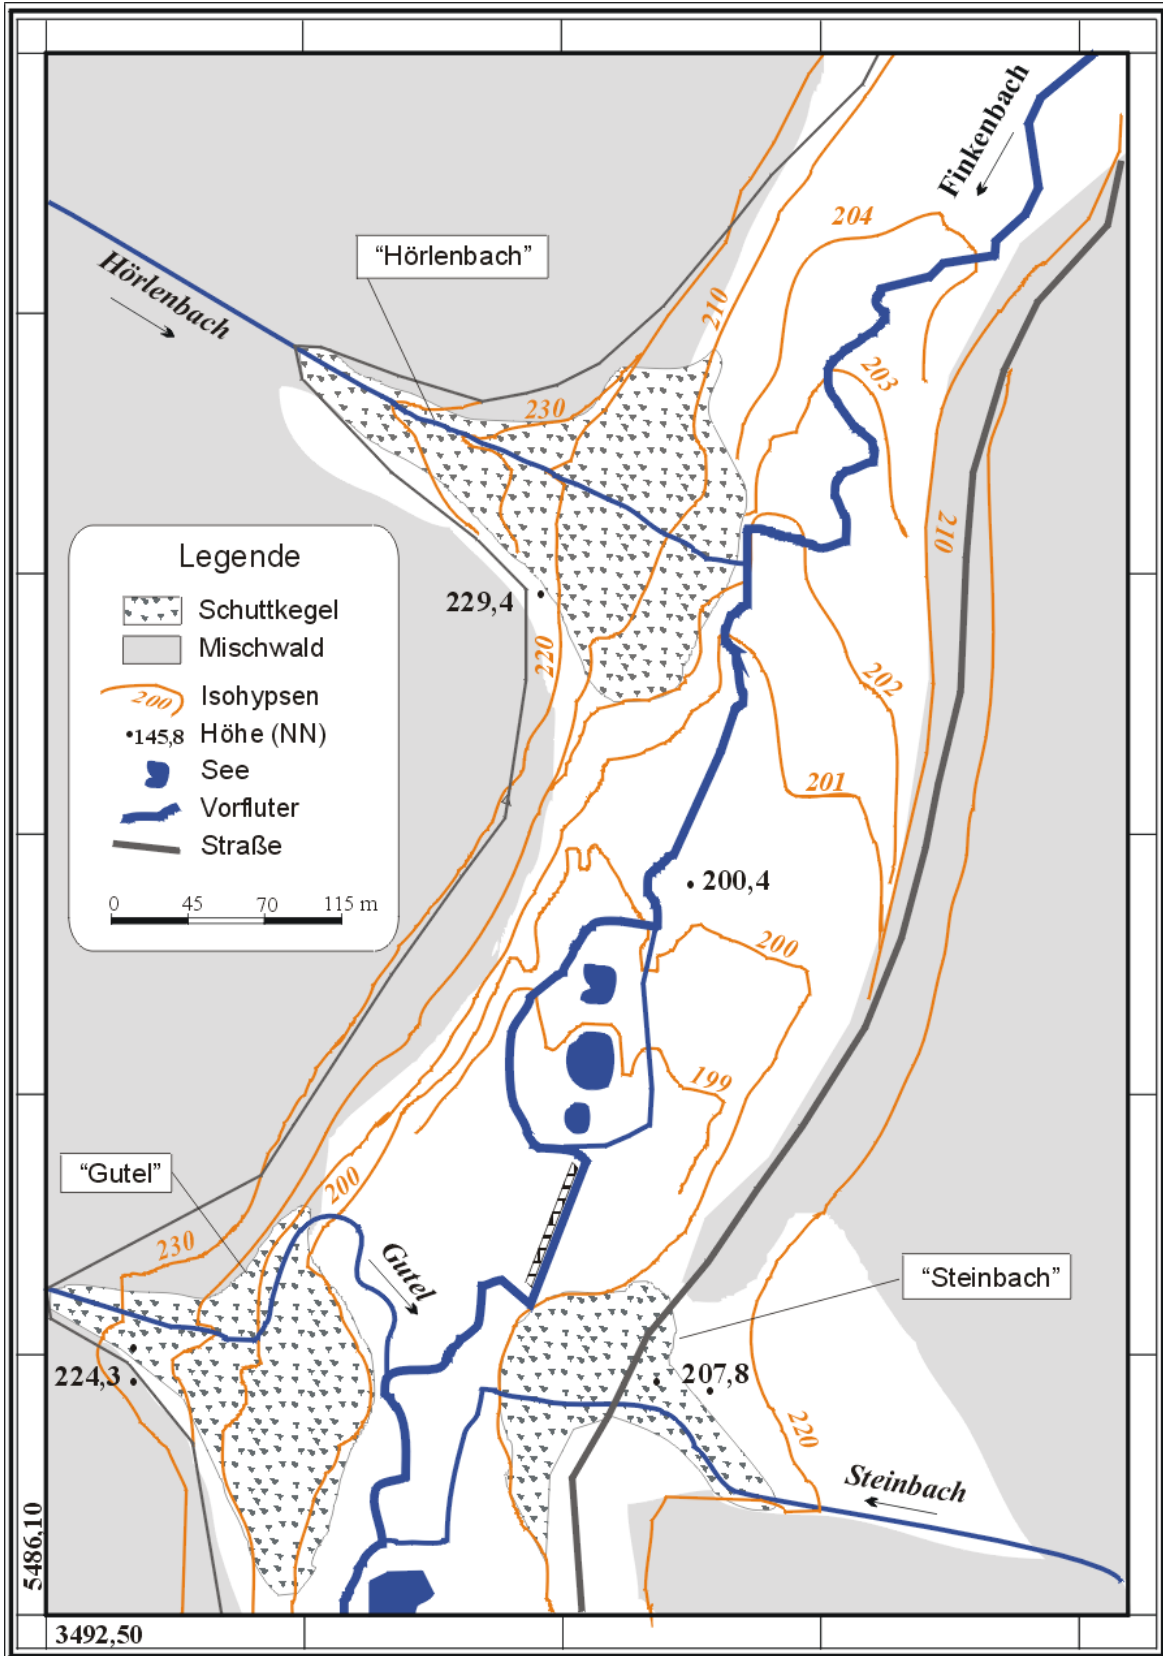 Finkenbach
204
"Hörlenbach"
Hörlenbach
210
203
230
210
Legende
Schuttkegel
Mischwald
200
Isohypsen
145,8
Höhe (NN)
See
Vorfluter
Straße
0 45 70 115 m
229,4
220
202
201
200,4
200
199
"Gutel"
200
230
Gutel
"Steinbach"
224,3
207,8
220
Steinbach
5486,10
3492,50